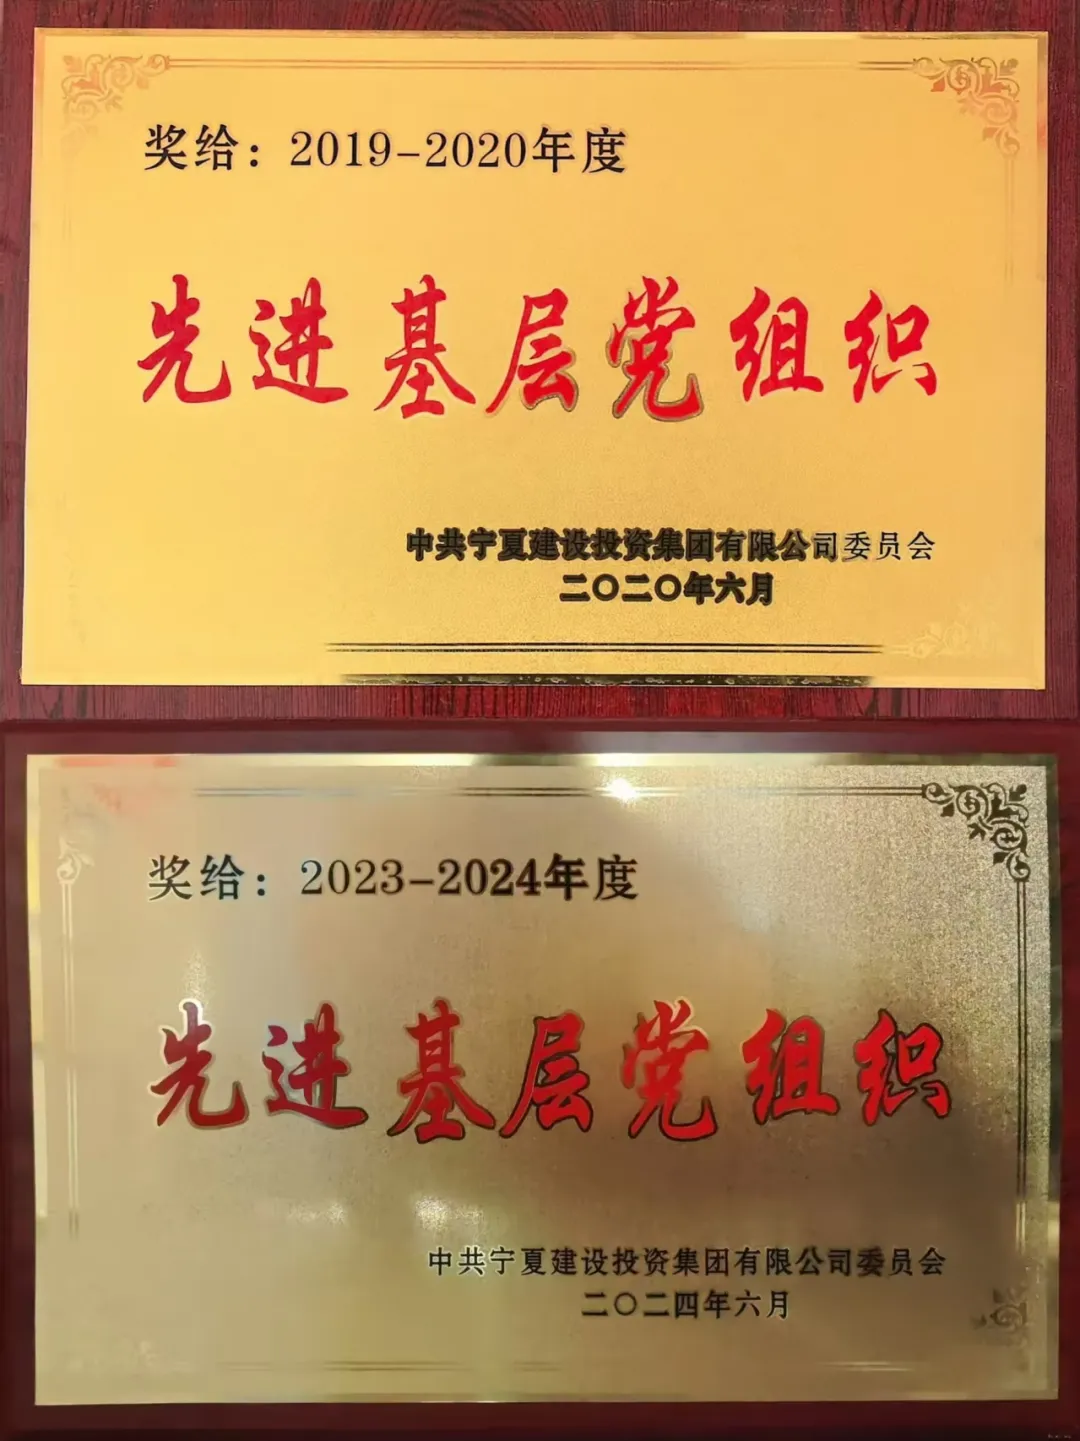 奖给：2019-2020年度
先进基层党组织
中共宁夏建设投资集团有限公司委员会
二〇二〇年六月
奖给：2023-2024年度
先进基层党组织
中共宁夏建设投资集团有限公司委员会
二〇二四年六月